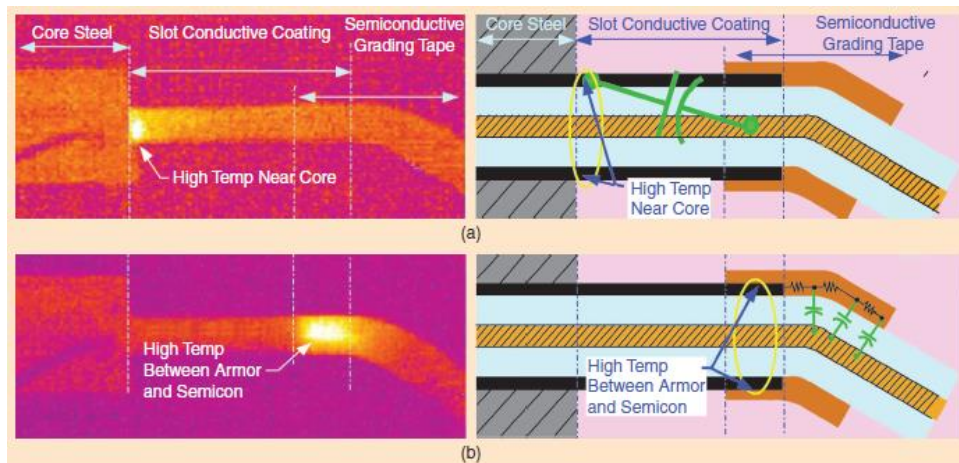 Core Steel
Slot Conductive Coating
Semiconductive
Grading Tape
High Temp Near Core
Core Steel
Slot Conductive Coating
Semiconductive
Grading Tape
High Temp
Near Core
(a)
High Temp
Between Armor
and Semicon
High Temp
Between Armor
and Semicon
(b)